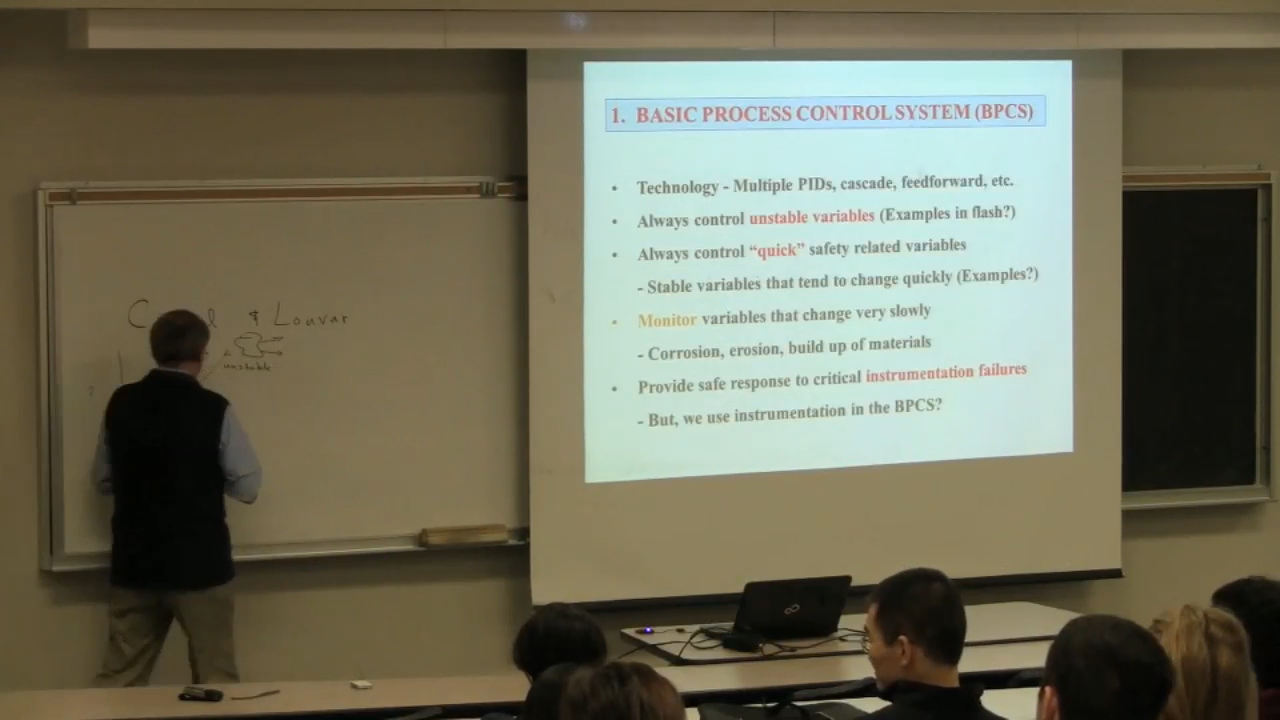 1. BASIC PROCESS CONTROL SYSTEM (BPCS)
• Technology - Multiple PIDs, cascade, feedforward, etc.
• Always control unstable variables (Examples in flash?)
• Always control “quick” safety related variables
- Stable variables that tend to change quickly (Examples?)
• Monitor variables that change very slowly
- Corrosion, erosion, build up of materials
• Provide safe response to critical instrumentation failures
- But, we use instrumentation in the BPCS?
& Louvar
unstable